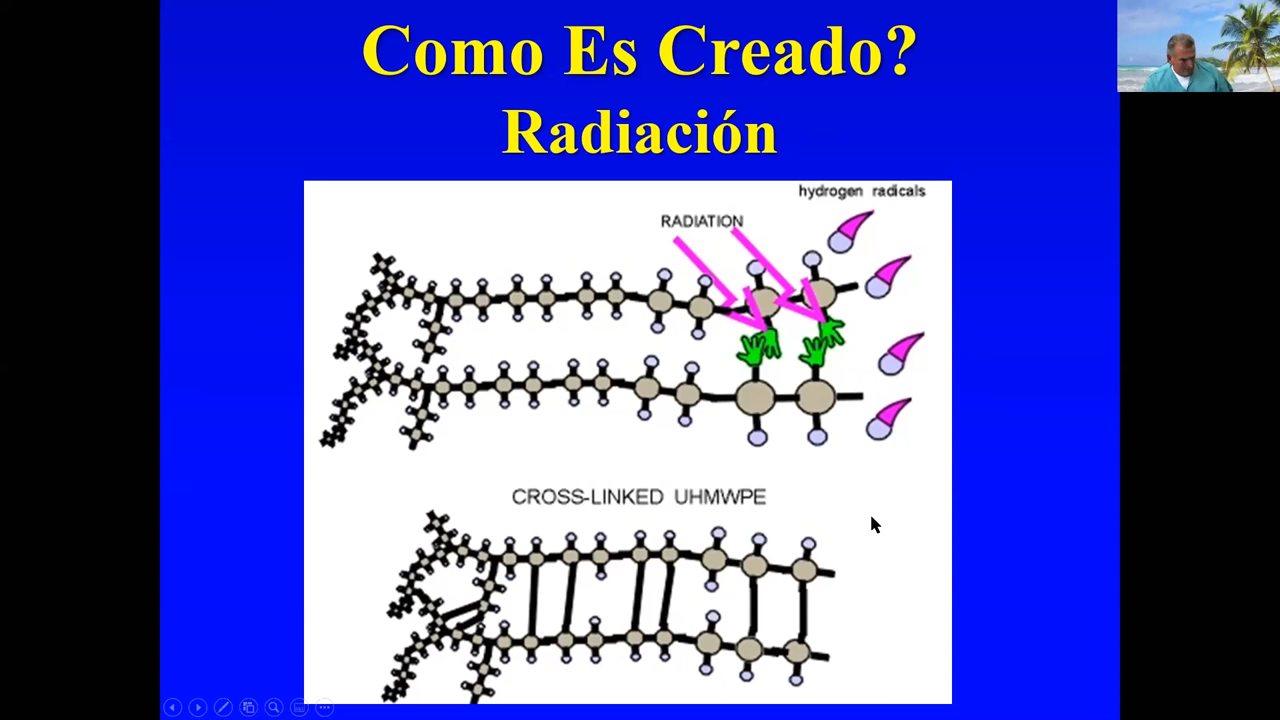 Como Es Creado?
Radiación
hydrogen radicals
RADIATION
CROSS-LINKED UHMWPE